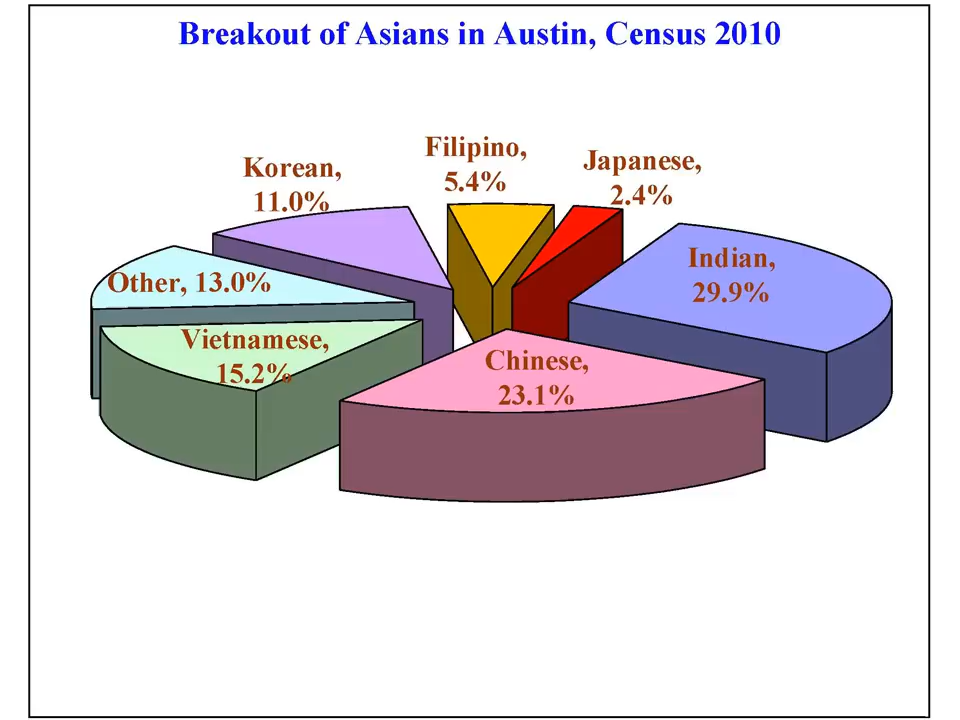 Breakout of Asians in Austin, Census 2010
Filipino,
5.4%
Japanese,
2.4%
Korean,
11.0%
Indian,
29.9%
Other, 13.0%
Vietnamese,
15.2%
Chinese,
23.1%